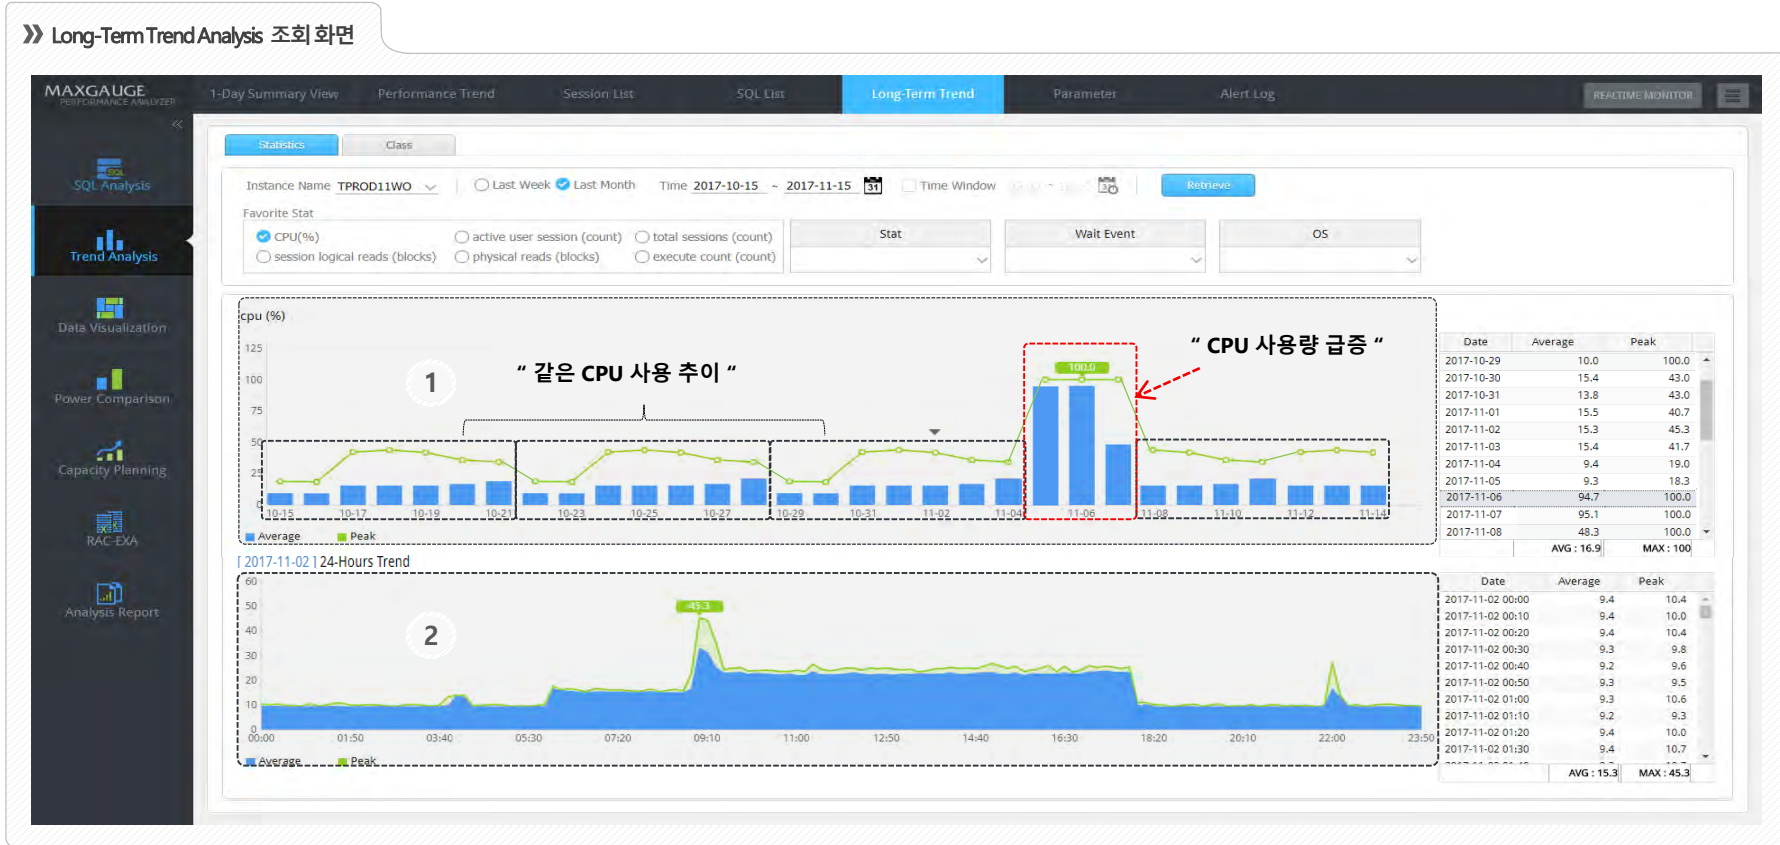 Long-Term Trend Analysis 조회 화면
MAXGAUGE
PERFORMANCE ANALYZER
1-Day Summary View Performance Trend Session List SQL List Long-Term Trend Parameter Alert Log REALTIME MONITOR
SQL Analysis
Trend Analysis
Data Visualization
Power Comparison
Capacity Planning
RAC-EXA
Analysis Report
Statistics Class
Instance Name TPROD11WO Last Week Last Month Time 2017-10-15 ~ 2017-11-15 31 Time Window Retrieve
Favorite Stat
CPU(%) active user session (count) total sessions (count)
session logical reads (blocks) physical reads (blocks) execute count (count)
Stat Wait Event OS
cpu (%)
1
“ 같은 CPU 사용 추이 “
“ CPU 사용량 급증 “
125
100
75
50
25
0
100.0
10-15 10-17 10-19 10-21 10-23 10-25 10-27 10-29 10-31 11-02 11-04 11-06 11-08 11-10 11-12 11-14
Average Peak
Date Average Peak
2017-10-29 10.0 100.0
2017-10-30 15.4 43.0
2017-10-31 13.8 43.0
2017-11-01 15.5 40.7
2017-11-02 15.3 45.3
2017-11-03 15.4 41.7
2017-11-04 9.4 19.0
2017-11-05 9.3 18.3
2017-11-06 94.7 100.0
2017-11-07 95.1 100.0
2017-11-08 48.3 100.0
AVG : 16.9 MAX : 100
[ 2017-11-02 ] 24-Hours Trend
2
60
50
40
30
20
10
0
45.3
00:00 01:50 03:40 05:30 07:20 09:10 11:00 12:50 14:40 16:30 18:20 20:10 22:00 23:50
Average Peak
Date Average Peak
2017-11-02 00:00 9.4 10.4
2017-11-02 00:10 9.4 10.0
2017-11-02 00:20 9.4 10.4
2017-11-02 00:30 9.3 9.8
2017-11-02 00:40 9.2 9.6
2017-11-02 00:50 9.3 9.5
2017-11-02 01:00 9.3 10.6
2017-11-02 01:10 9.2 9.3
2017-11-02 01:20 9.4 10.0
2017-11-02 01:30 9.4 10.7
AVG : 15.3 MAX : 45.3